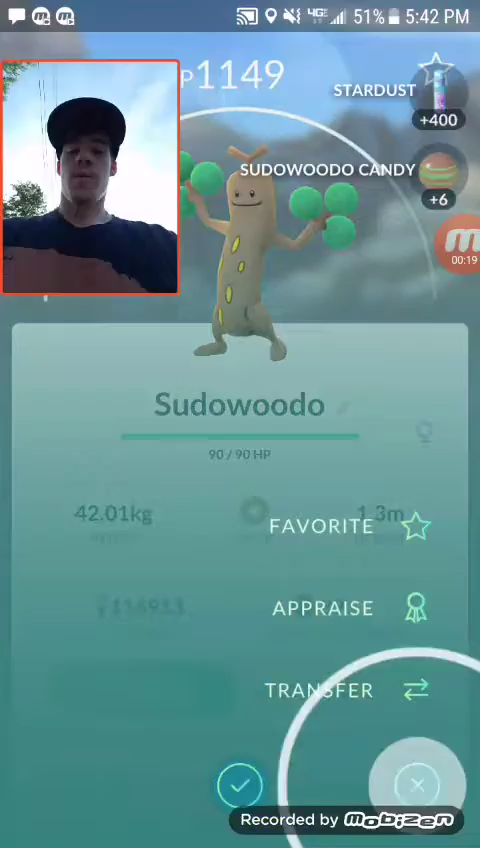 4G 51% 5:42 PM
P1149
STARDUST
+400
SUDOWOODO CANDY
+6
00:19
Sudowoodo
90 / 90 HP
42.01kg
1.3m
FAVORITE
APPRAISE
TRANSFER
Recorded by Mobizen